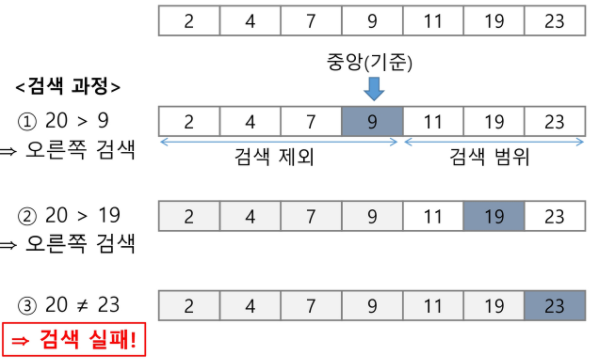 2 4 7 9 11 19 23
중앙(기준)
<검색 과정>
① 20 > 9
2 4 7 9 11 19 23
⇒ 오른쪽 검색
검색 제외 검색 범위
② 20 > 19
2 4 7 9 11 19 23
⇒ 오른쪽 검색
③ 20 ≠ 23
2 4 7 9 11 19 23
⇒ 검색 실패!